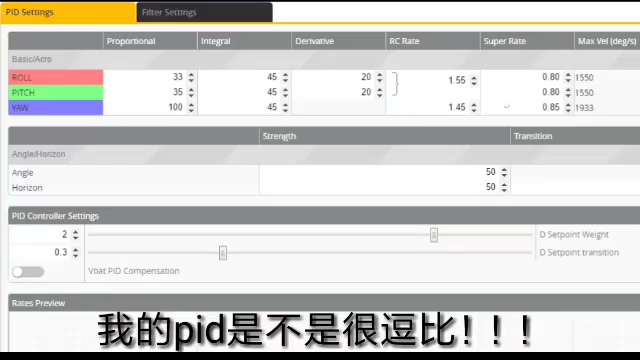 PID Settings Filter Settings
Proportional Integral Derivative RC Rate Super Rate Max Vel (deg/s)
Basic/Acro
ROLL 33 45 20 1.55 0.80 1550
PITCH 35 45 20 0.80 1550
YAW 100 45 1.45 0.85 1933
Strength Transition
Angle/Horizon
Angle 50
Horizon 50
PID Controller Settings
2 D Setpoint Weight
0.3 D Setpoint transition
Vbat PID Compensation
Rates Preview
我的pid是不是很逗比！！！